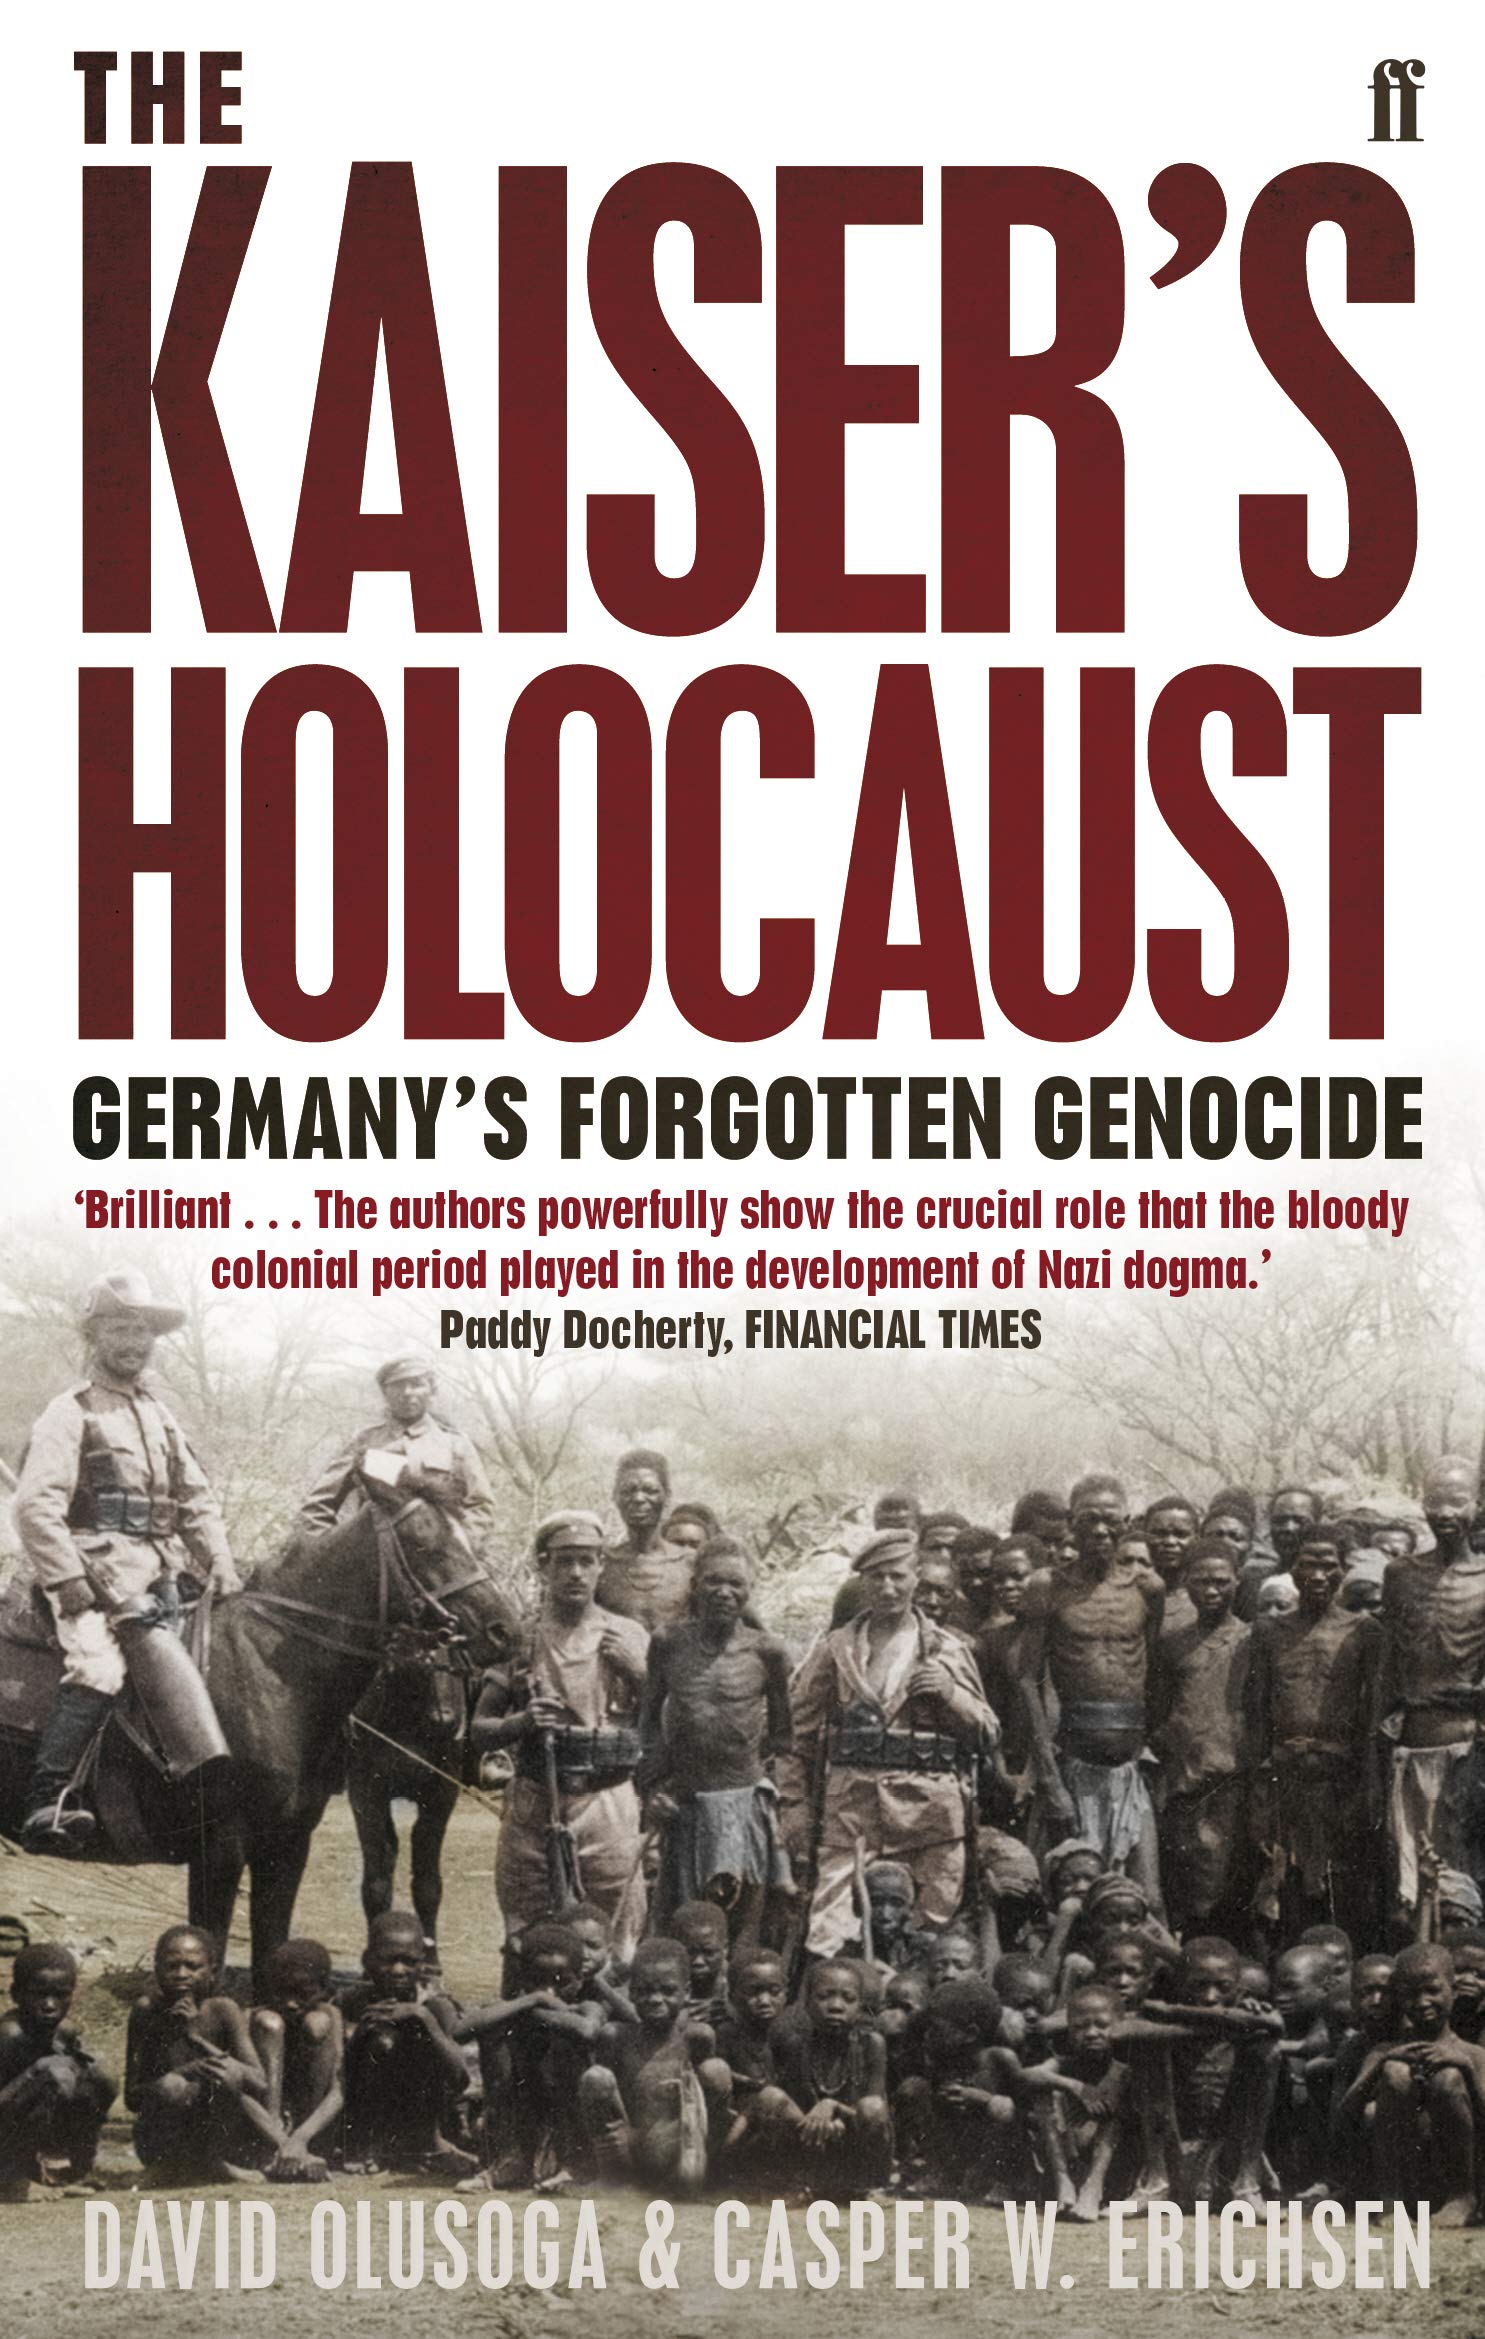 THE
ff
KAISER'S
HOLOCAUST
GERMANY'S FORGOTTEN GENOCIDE
‘Brilliant . . . The authors powerfully show the crucial role that the bloody
colonial period played in the development of Nazi dogma.’
Paddy Docherty, FINANCIAL TIMES
DAVID OLUSOGA & CASPER W. ERICHSEN